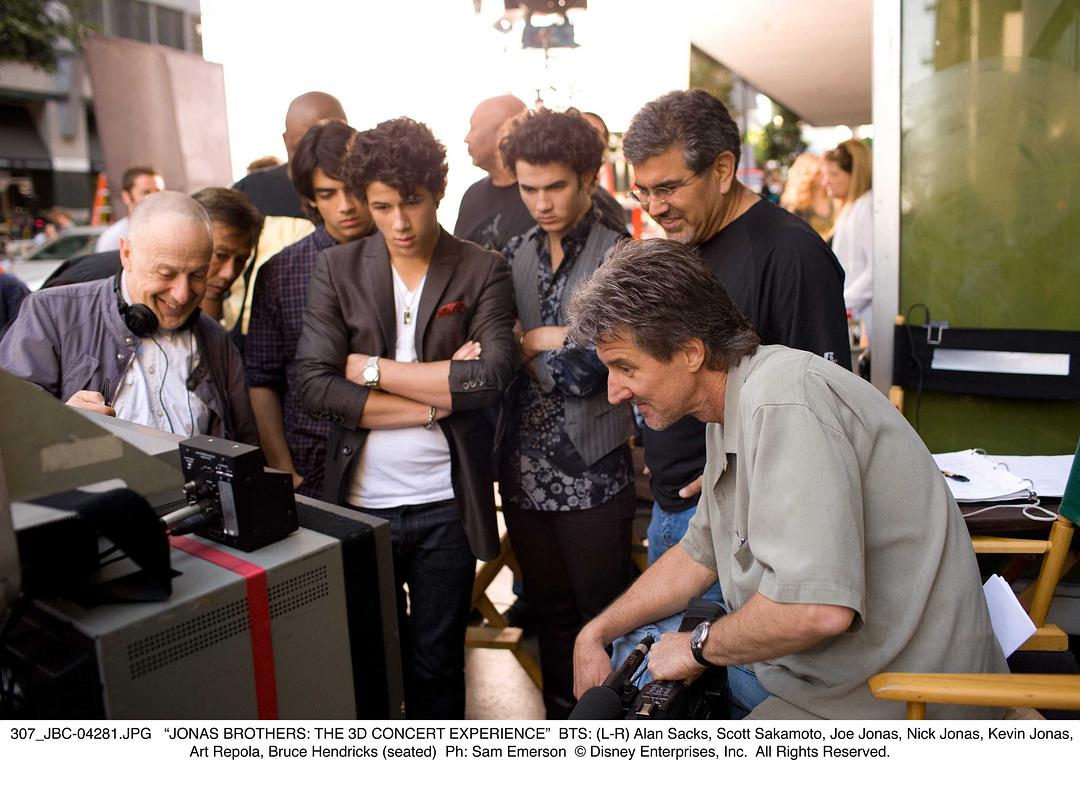 307_JBC-04281.JPG “JONAS BROTHERS: THE 3D CONCERT EXPERIENCE” BTS: (L-R) Alan Sacks, Scott Sakamoto, Joe Jonas, Nick Jonas, Kevin Jonas,
Art Repola, Bruce Hendricks (seated) Ph: Sam Emerson © Disney Enterprises, Inc. All Rights Reserved.